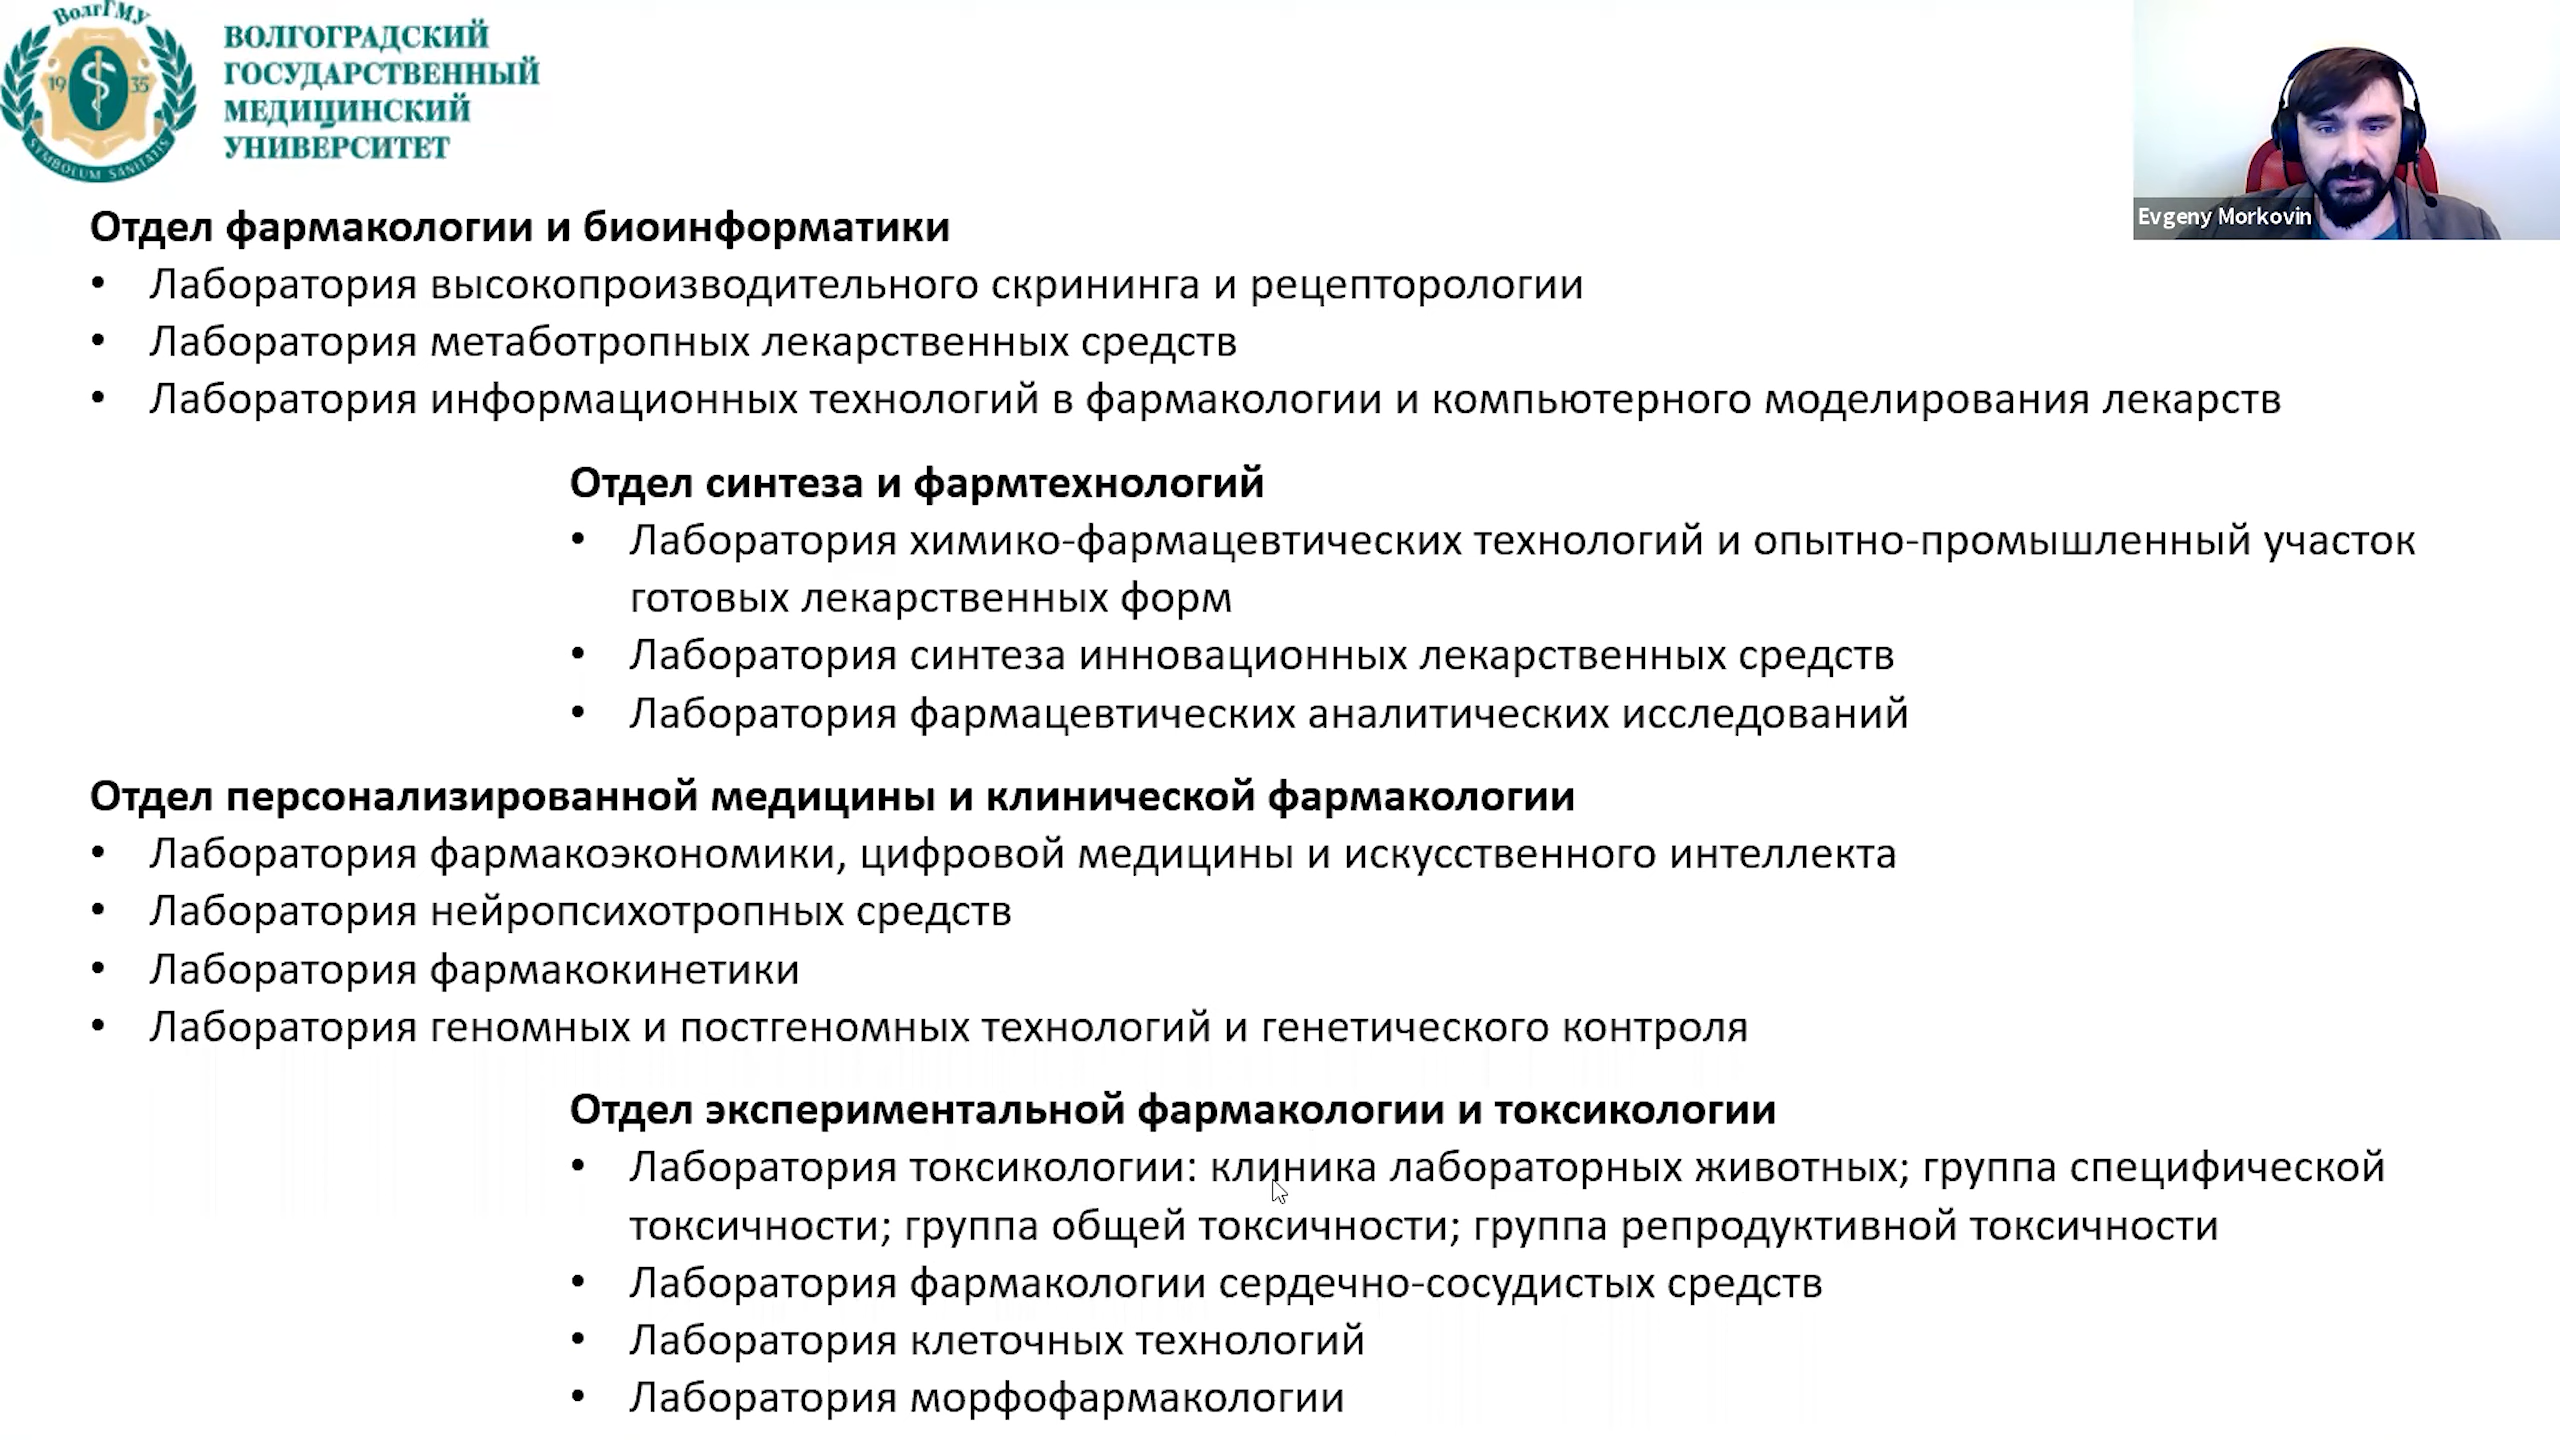 ВолгГМУ
19 35
SYMBOLUM SANITATIS
ВОЛГОГРАДСКИЙ
ГОСУДАРСТВЕННЫЙ
МЕДИЦИНСКИЙ
УНИВЕРСИТЕТ
Evgeny Morkovin
Отдел фармакологии и биоинформатики
• Лаборатория высокопроизводительного скрининга и рецепторологии
• Лаборатория метаботропных лекарственных средств
• Лаборатория информационных технологий в фармакологии и компьютерного моделирования лекарств
Отдел синтеза и фармтехнологий
• Лаборатория химико-фармацевтических технологий и опытно-промышленный участок
готовых лекарственных форм
• Лаборатория синтеза инновационных лекарственных средств
• Лаборатория фармацевтических аналитических исследований
Отдел персонализированной медицины и клинической фармакологии
• Лаборатория фармакоэкономики, цифровой медицины и искусственного интеллекта
• Лаборатория нейропсихотропных средств
• Лаборатория фармакокинетики
• Лаборатория геномных и постгеномных технологий и генетического контроля
Отдел экспериментальной фармакологии и токсикологии
• Лаборатория токсикологии: клиника лабораторных животных; группа специфической
токсичности; группа общей токсичности; группа репродуктивной токсичности
• Лаборатория фармакологии сердечно-сосудистых средств
• Лаборатория клеточных технологий
• Лаборатория морфофармакологии